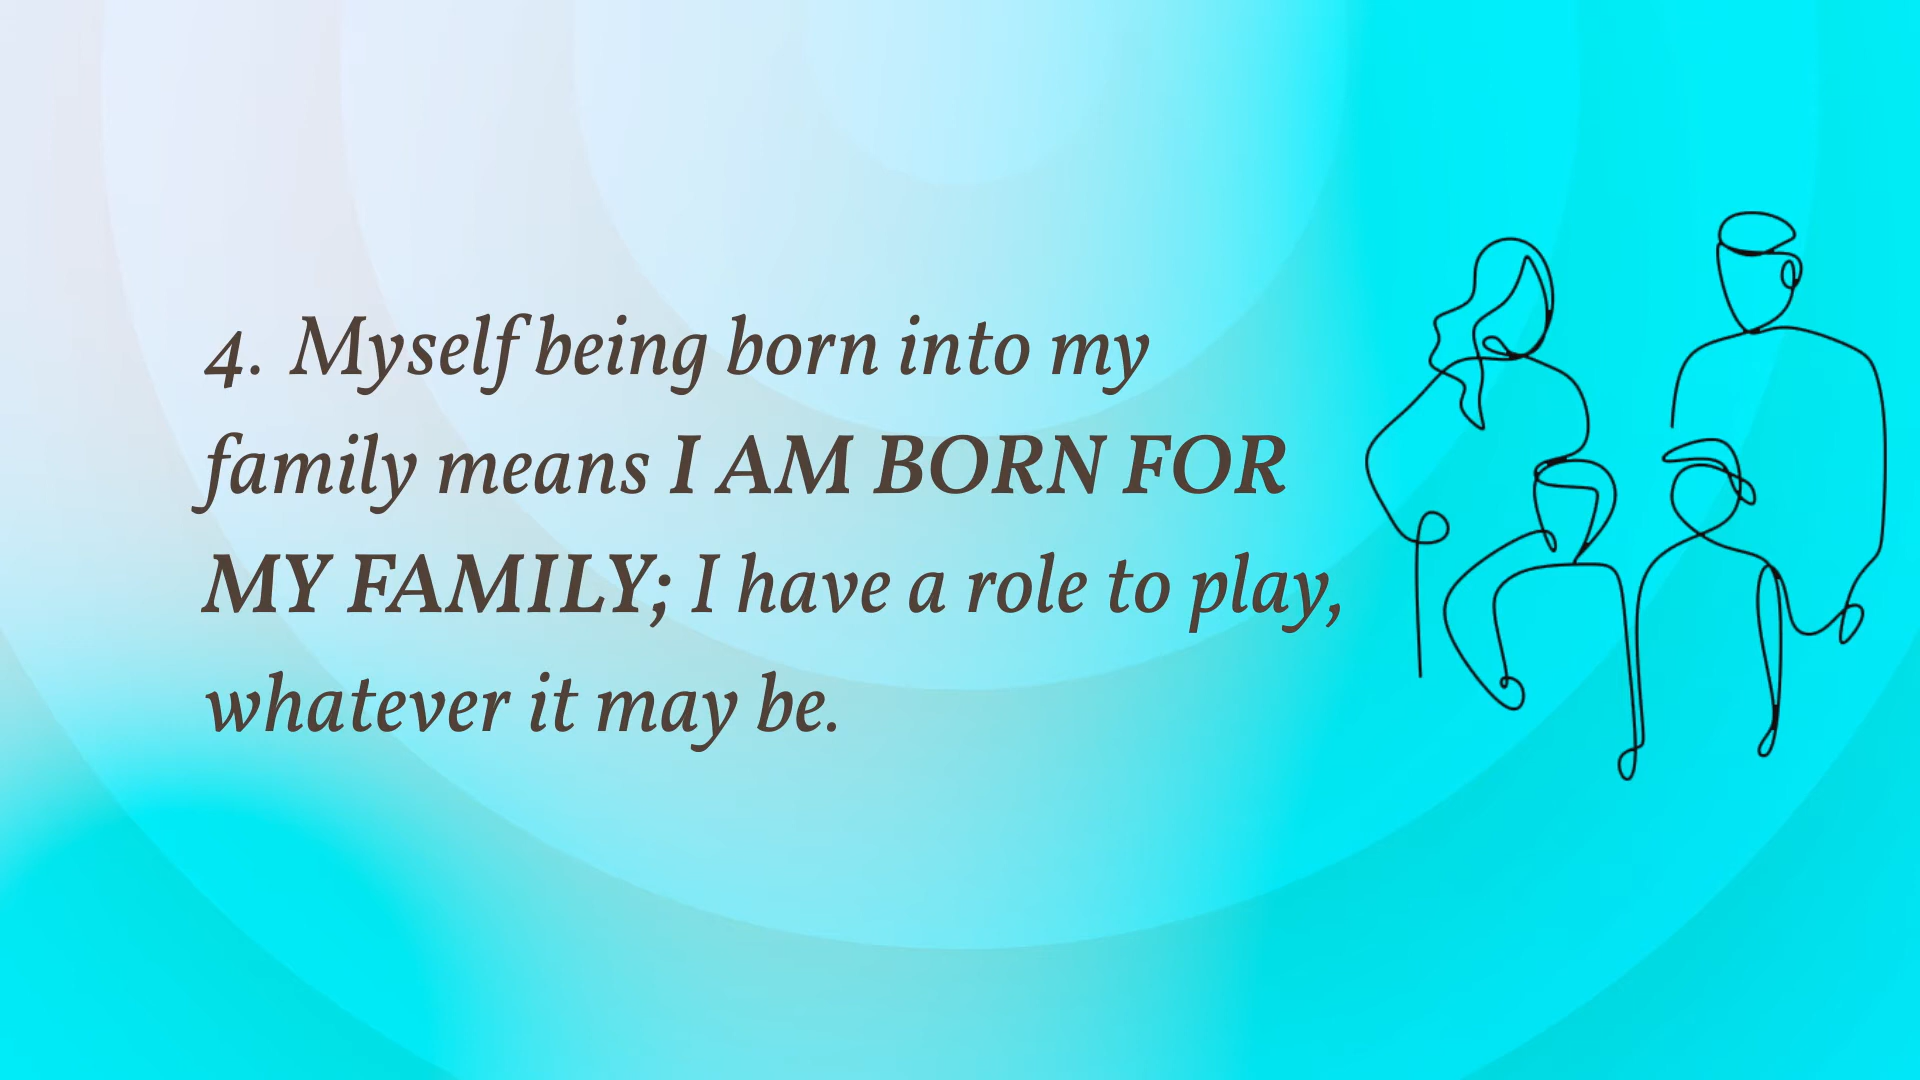 4. Myself being born into my
family means I AM BORN FOR
MY FAMILY; I have a role to play,
whatever it may be.